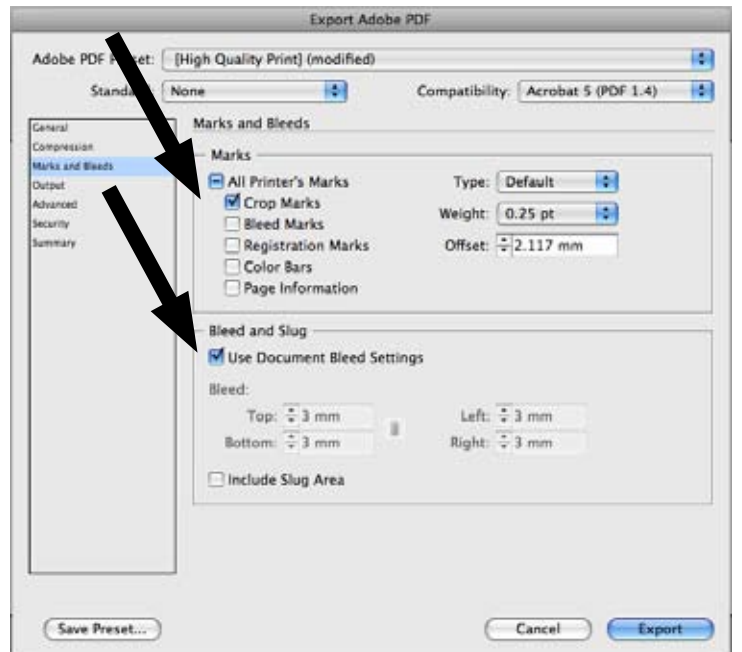 Export Adobe PDF
Adobe PDF Preset: [High Quality Print] (modified)
Standard: None Compatibility: Acrobat 5 (PDF 1.4)
General
Compression
Marks and Bleeds
Output
Advanced
Security
Summary
Marks and Bleeds
Marks
All Printer's Marks
Crop Marks
Bleed Marks
Registration Marks
Color Bars
Page Information
Type: Default
Weight: 0.25 pt
Offset: 2.117 mm
Bleed and Slug
Use Document Bleed Settings
Bleed:
Top: 3 mm Left: 3 mm
Bottom: 3 mm Right: 3 mm
Include Slug Area
Save Preset... Cancel Export